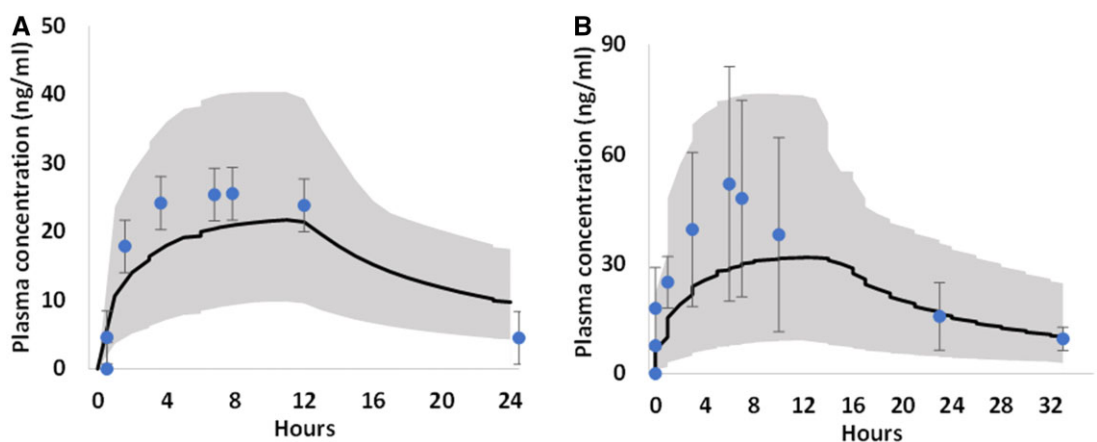 A
50
40
30
20
10
0
Plasma concentration (ng/ml)
0 4 8 12 16 20 24
Hours
B
90
60
30
0
Plasma concentration (ng/ml)
0 4 8 12 16 20 24 28 32
Hours